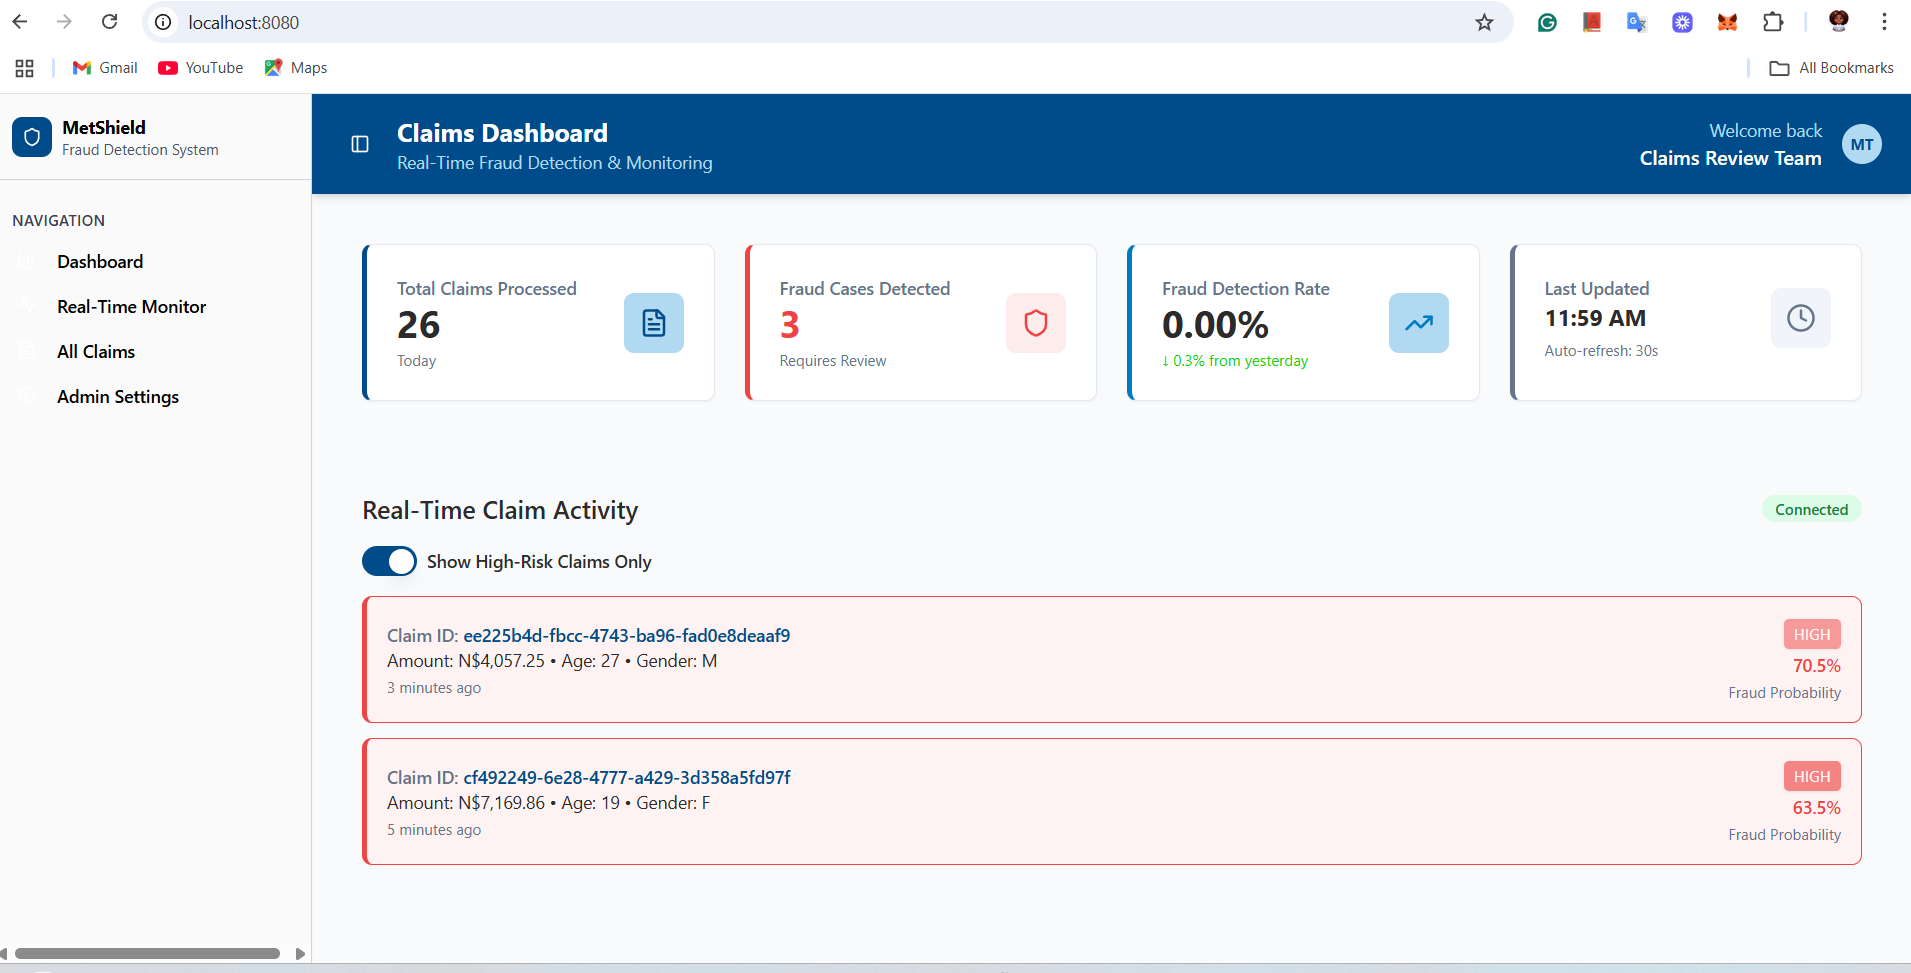 localhost:8080
Gmail
YouTube
Maps
All Bookmarks
MetShield
Fraud Detection System
NAVIGATION
Dashboard
Real-Time Monitor
All Claims
Admin Settings
Claims Dashboard
Real-Time Fraud Detection & Monitoring
Welcome back
Claims Review Team
MT
Total Claims Processed
26
Today
Fraud Cases Detected
3
Requires Review
Fraud Detection Rate
0.00%
↓ 0.3% from yesterday
Last Updated
11:59 AM
Auto-refresh: 30s
Real-Time Claim Activity
Connected
Show High-Risk Claims Only
Claim ID: ee225b4d-fbcc-4743-ba96-fad0e8deaaf9
Amount: N$4,057.25 • Age: 27 • Gender: M
3 minutes ago
HIGH
70.5%
Fraud Probability
Claim ID: cf492249-6e28-4777-a429-3d358a5fd97f
Amount: N$7,169.86 • Age: 19 • Gender: F
5 minutes ago
HIGH
63.5%
Fraud Probability